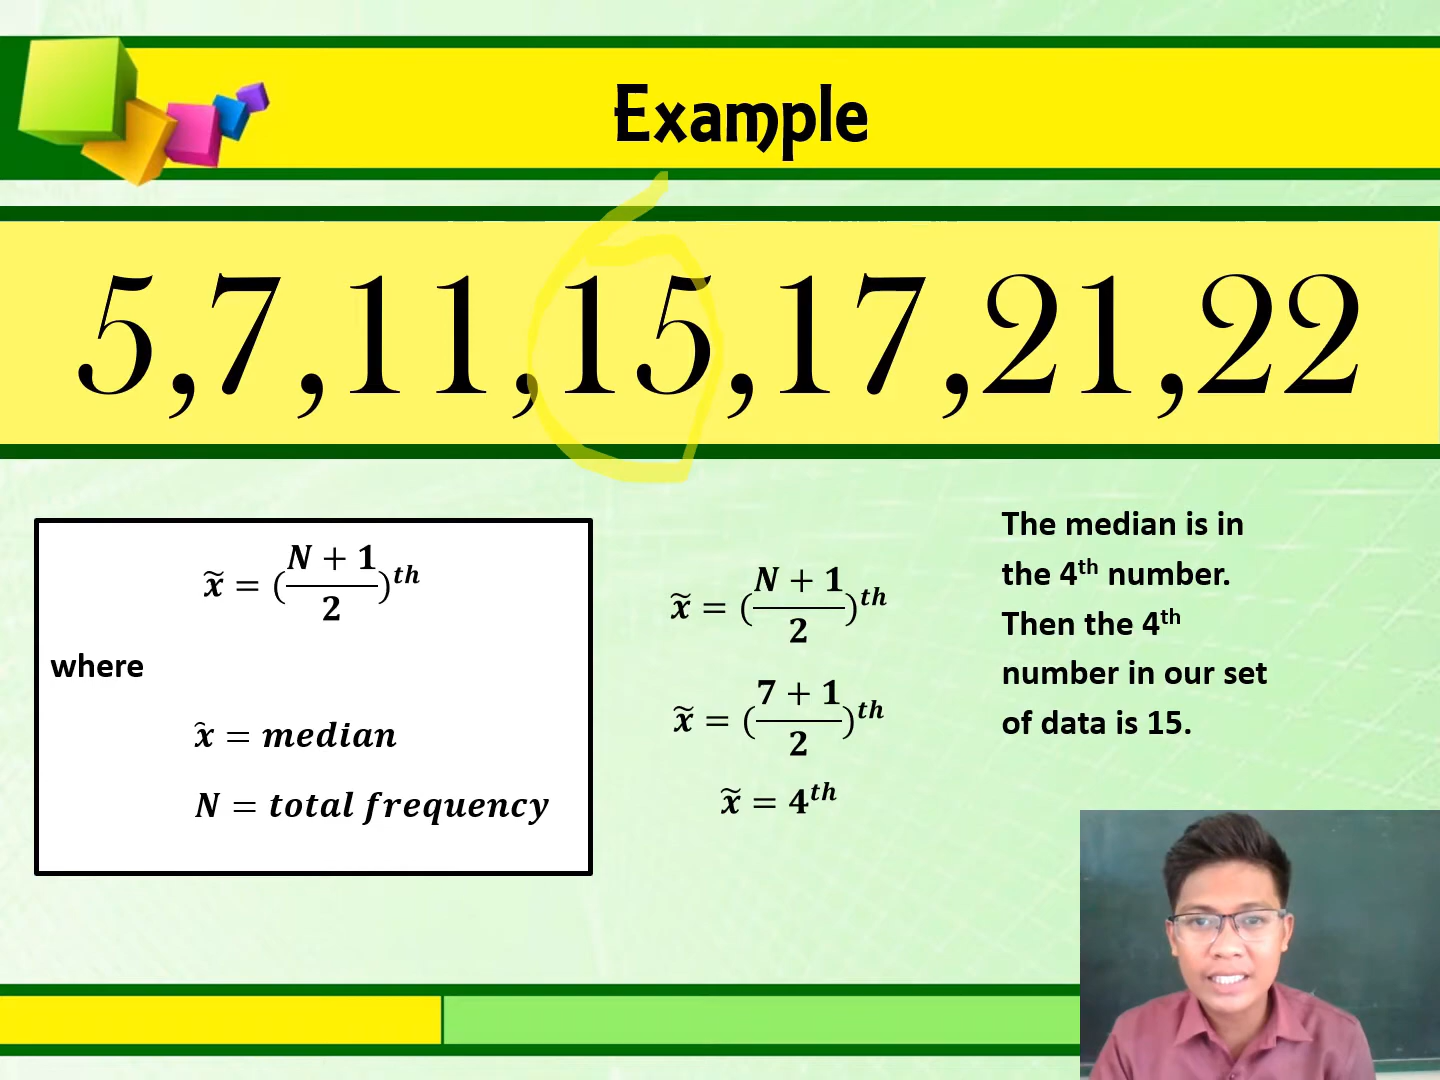 Example
5,7,11,15,17,21,22
x̃ = (N + 1 / 2)ᵗʰ
where
x̂ = median
N = total frequency
x̃ = (N + 1 / 2)ᵗʰ
x̃ = (7 + 1 / 2)ᵗʰ
x̃ = 4ᵗʰ
The median is in
the 4ᵗʰ number.
Then the 4ᵗʰ
number in our set
of data is 15.